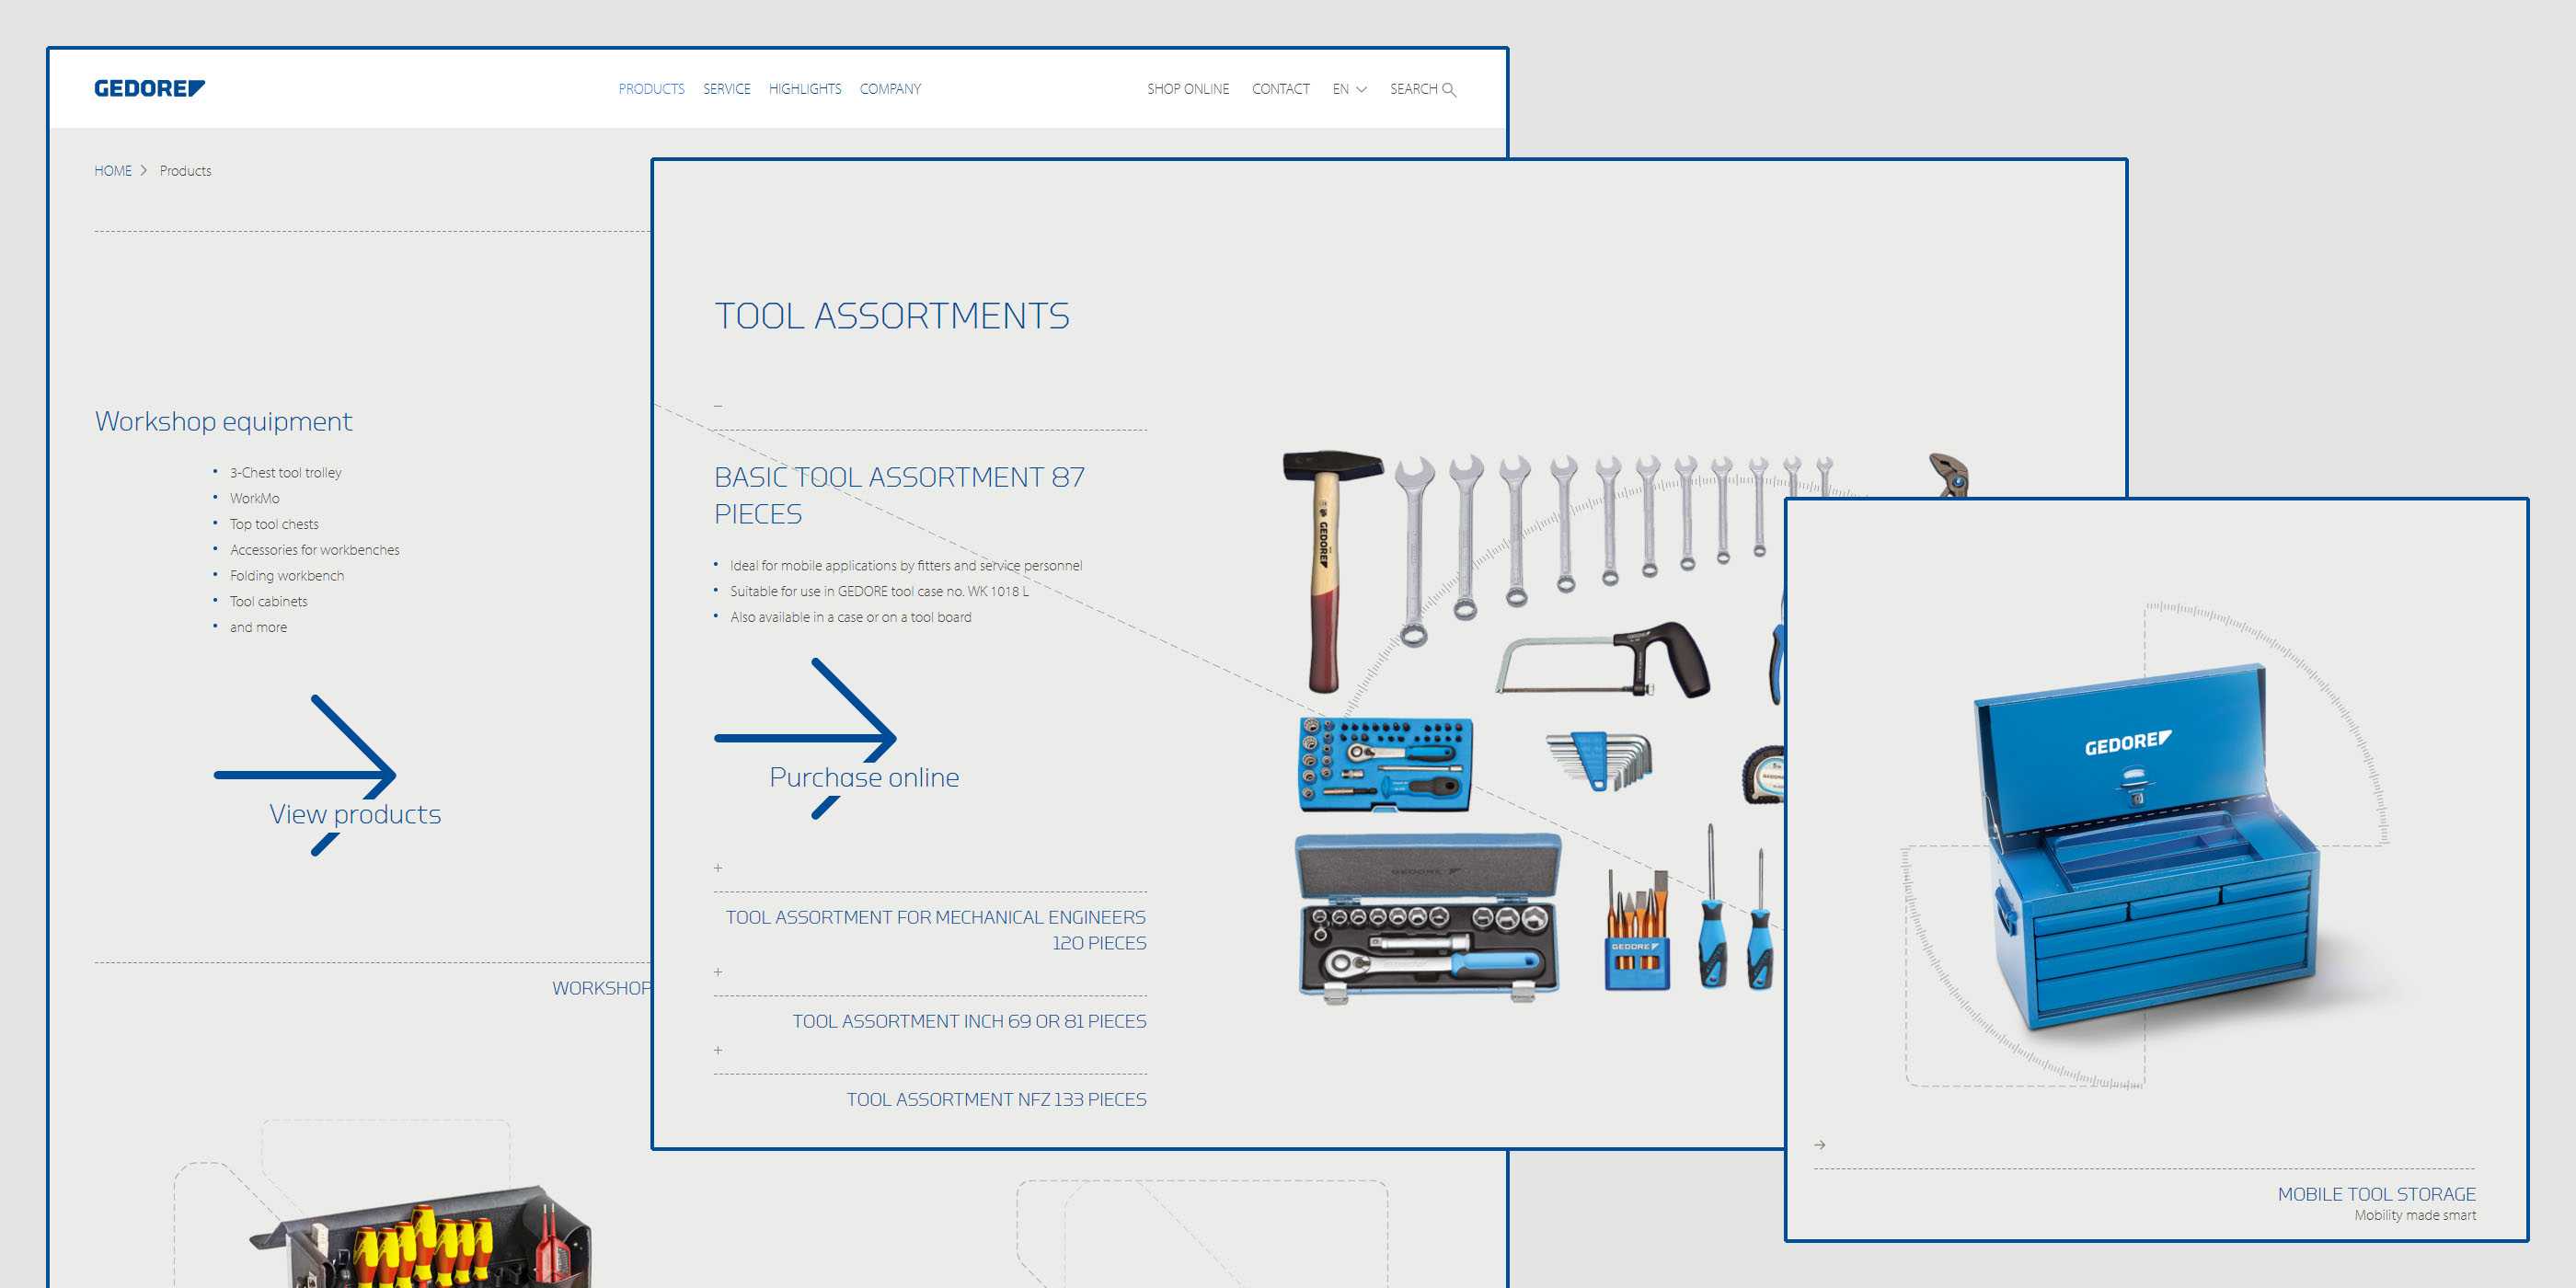 GEDORE
PRODUCTS SERVICE HIGHLIGHTS COMPANY
SHOP ONLINE CONTACT EN SEARCH
HOME Products
Workshop equipment
3-Chest tool trolley
WorkMo
Top tool chests
Accessories for workbenches
Folding workbench
Tool cabinets
and more
View products
WORKSHOP
TOOL ASSORTMENTS
BASIC TOOL ASSORTMENT 87
PIECES
Ideal for mobile applications by fitters and service personnel
Suitable for use in GEDORE tool case no. WK 1018 L
Also available in a case or on a tool board
Purchase online
TOOL ASSORTMENT FOR MECHANICAL ENGINEERS
120 PIECES
TOOL ASSORTMENT INCH 69 OR 81 PIECES
TOOL ASSORTMENT NFZ 133 PIECES
GEDORE
GEDORE
GEDORE
GEDORE
GEDORE
MOBILE TOOL STORAGE
Mobility made smart